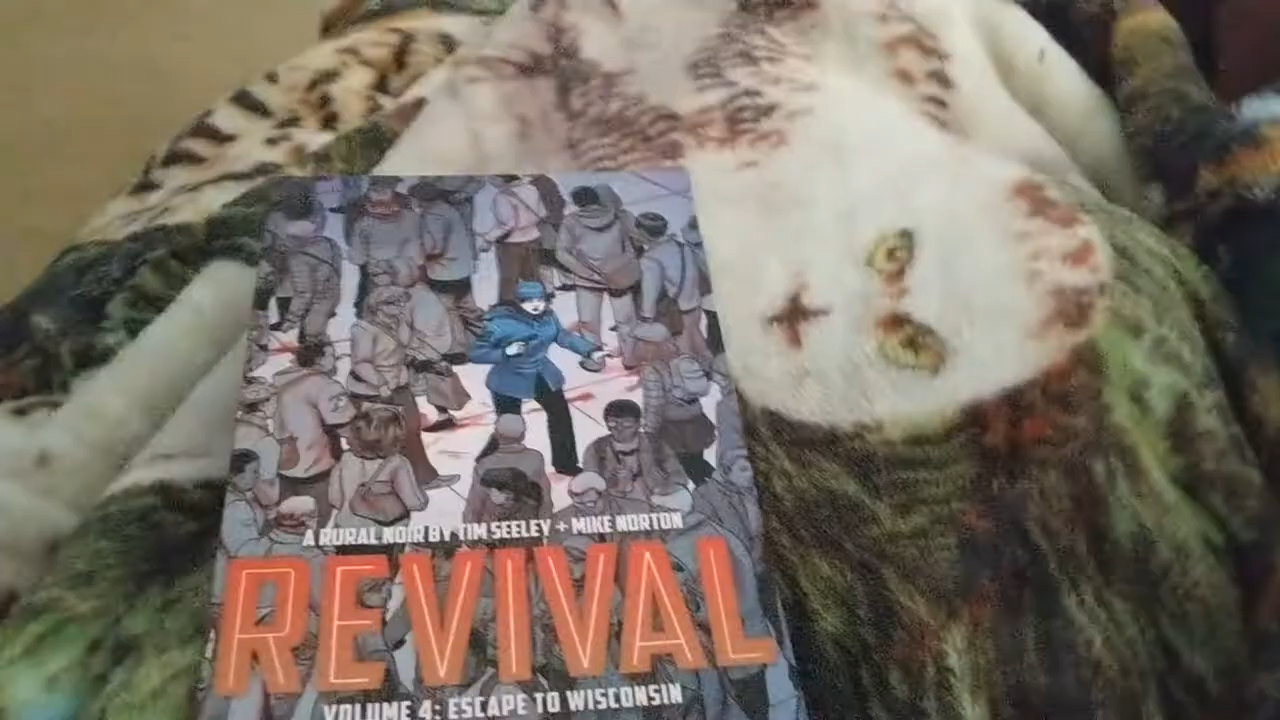 A RURAL NOIR BY TIM SEELEY + MIKE NORTON
REVIVAL
VOLUME 4: ESCAPE TO WISCONSIN